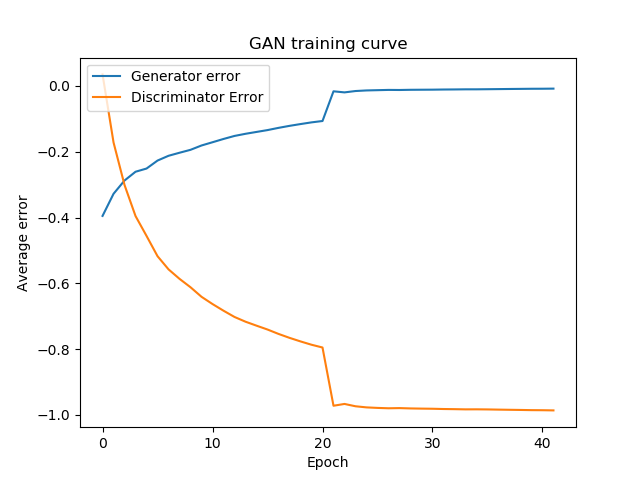 GAN training curve
Generator error
Discriminator Error
Average error
0.0
−0.2
−0.4
−0.6
−0.8
−1.0
0
10
20
30
40
Epoch